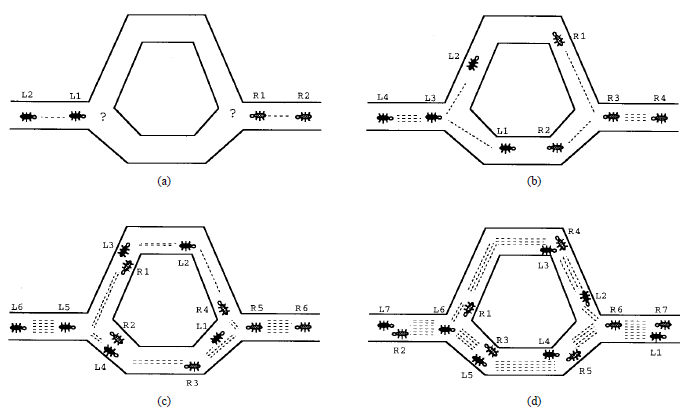 L2 L1 R1 R2
? ?
(a)
R1
L2
L4 L3 R3 R4
L1 R2
(b)
L3
R1 L2
R4
L6 L5 R2 L1 R5 R6
L4
R3
(c)
R4
L3
L2
L7 L6 R1 R6 R7
R2 R3 L4 L1
L5 R5
(d)